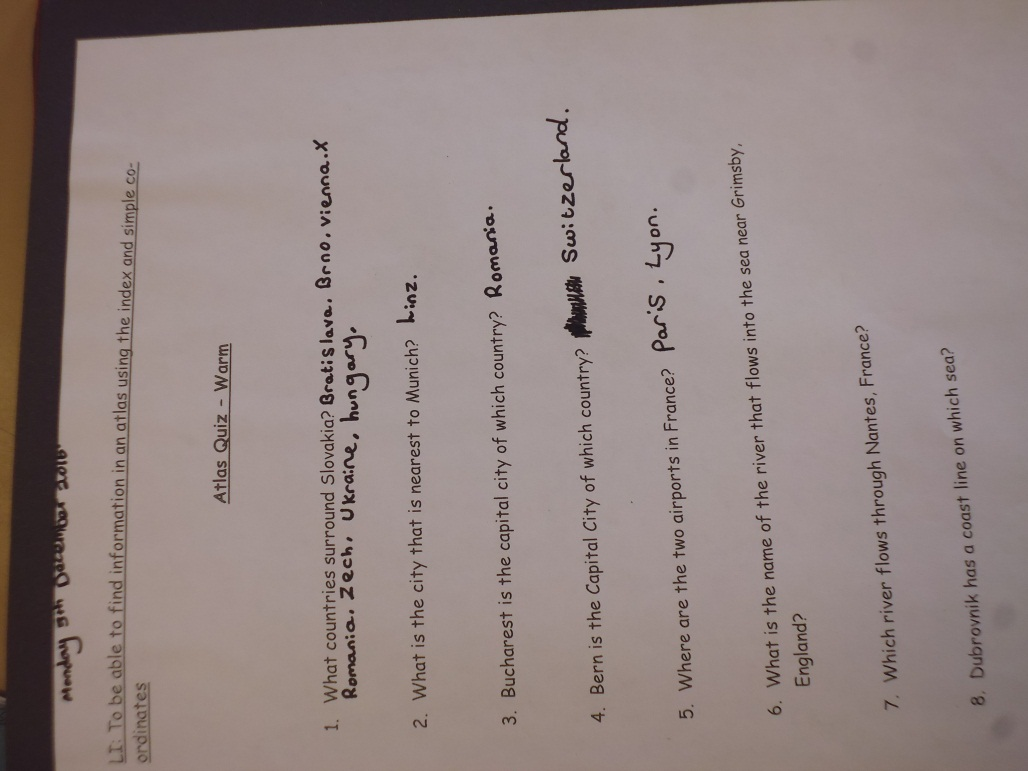 Monday 5th December 2016.
LI: To be able to find information in an atlas using the index and simple co-
ordinates
Atlas Quiz - Warm
1. What countries surround Slovakia? Bratislava, Brno, vienna.x
Romania, Zech, Ukraine, hungary,
2. What is the city that is nearest to Munich? Linz.
3. Bucharest is the capital city of which country? Romania.
4. Bern is the Capital City of which country? Switzerland.
5. Where are the two airports in France? Paris, Lyon.
6. What is the name of the river that flows into the sea near Grimsby,
England?
7. Which river flows through Nantes, France?
8. Dubrovnik has a coast line on which sea?